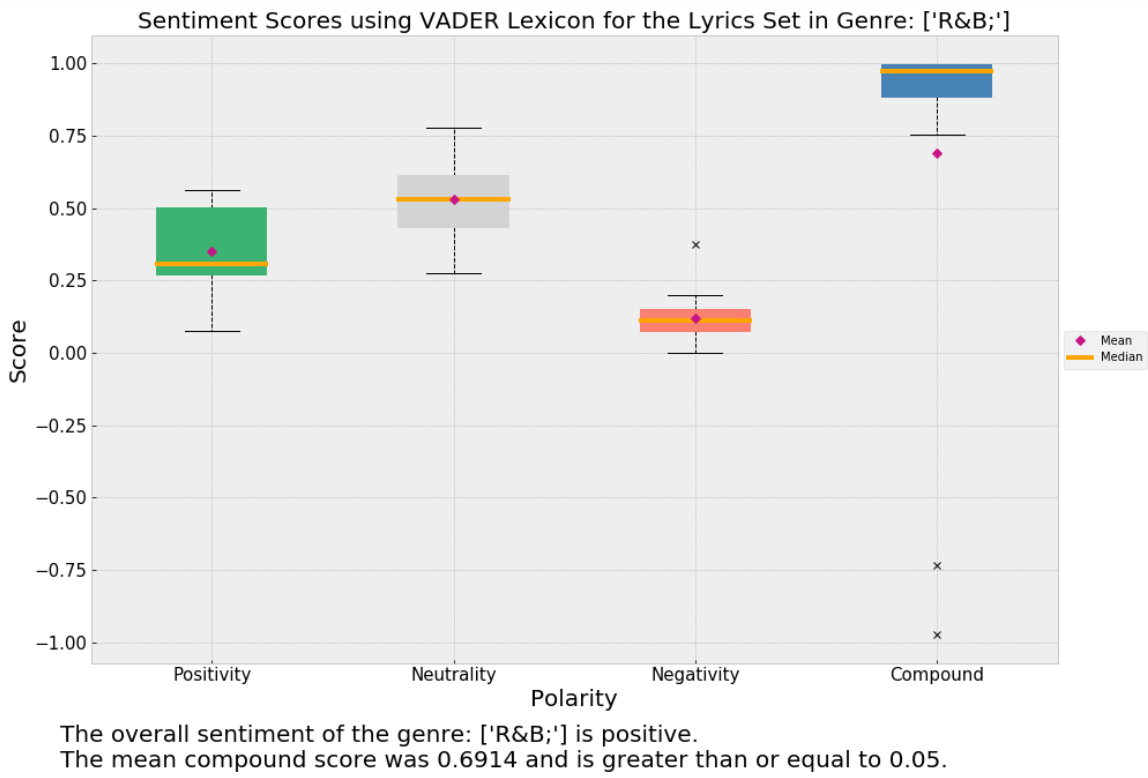 Sentiment Scores using VADER Lexicon for the Lyrics Set in Genre: ['R&B;']
1.00
0.75
0.50
0.25
0.00
−0.25
−0.50
−0.75
−1.00
Score
Positivity
Neutrality
Negativity
Compound
Polarity
Mean
Median
The overall sentiment of the genre: ['R&B;'] is positive.
The mean compound score was 0.6914 and is greater than or equal to 0.05.